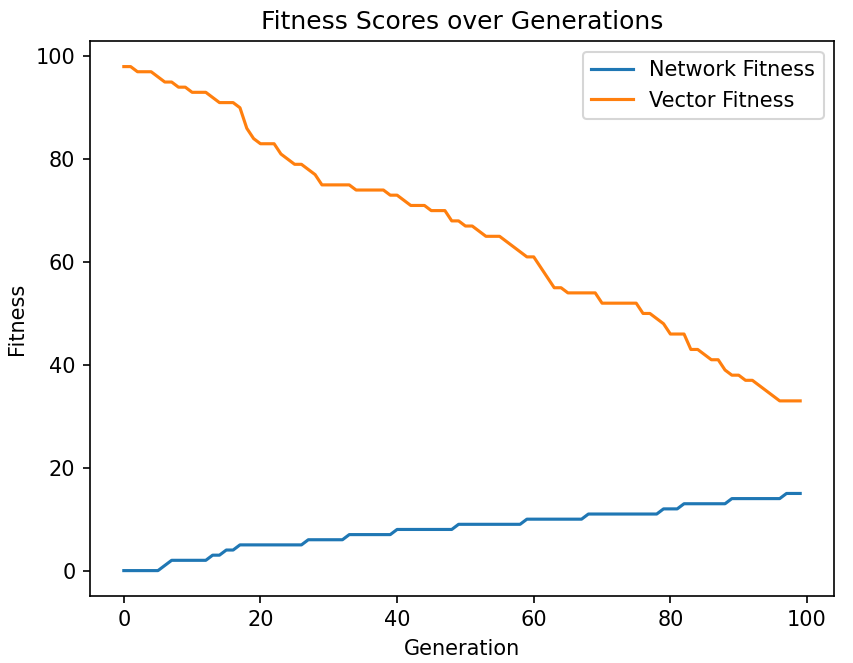 Fitness Scores over Generations
Network Fitness
Vector Fitness
100
80
60
40
20
0
Fitness
0 20 40 60 80 100
Generation